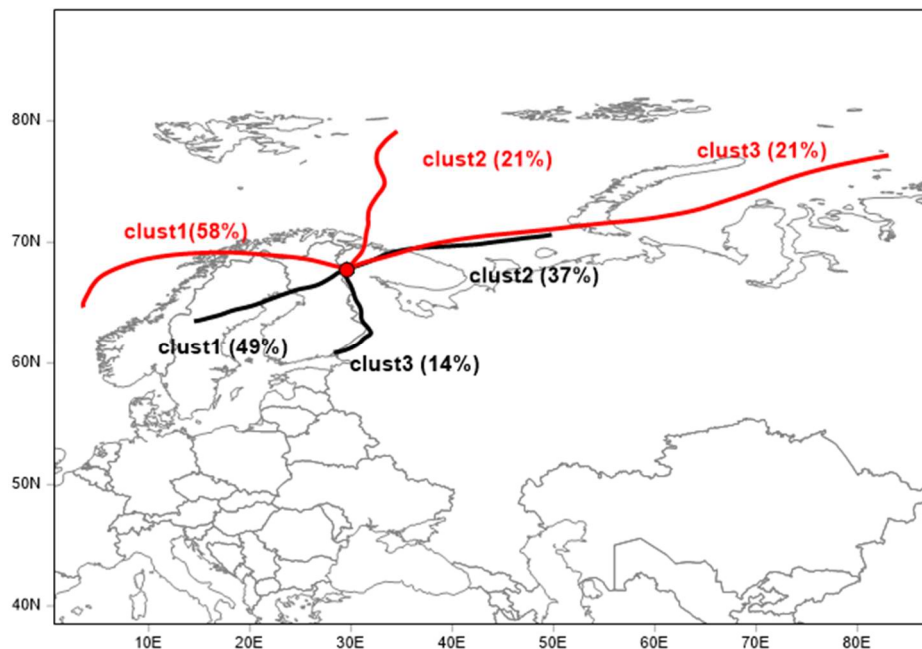 80N
clust2 (21%)
clust3 (21%)
clust1(58%)
70N
clust2 (37%)
clust1 (49%)
clust3 (14%)
60N
50N
40N
10E 20E 30E 40E 50E 60E 70E 80E